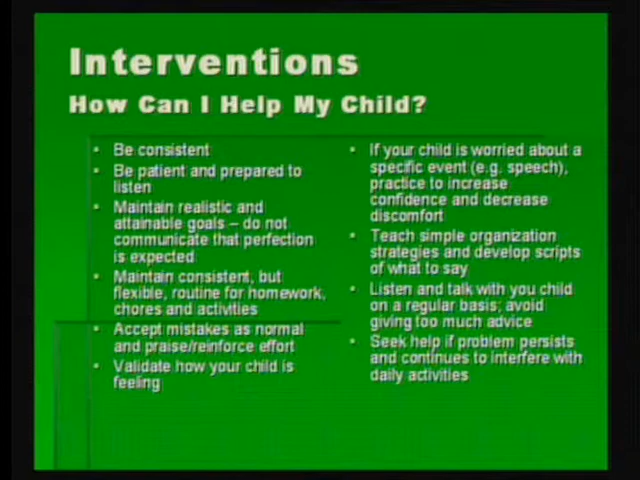 Interventions
How Can I Help My Child?
Be consistent
Be patient and prepared to
listen
Maintain realistic and
attainable goals – do not
communicate that perfection
is expected
Maintain consistent, but
flexible, routine for homework,
chores and activities
Accept mistakes as normal
and praise/reinforce effort
Validate how your child is
feeling
If your child is worried about a
specific event (e.g. speech),
practice to increase
confidence and decrease
discomfort
Teach simple organization
strategies and develop scripts
of what to say
Listen and talk with you child
on a regular basis; avoid
giving too much advice
Seek help if problem persists
and continues to interfere with
daily activities